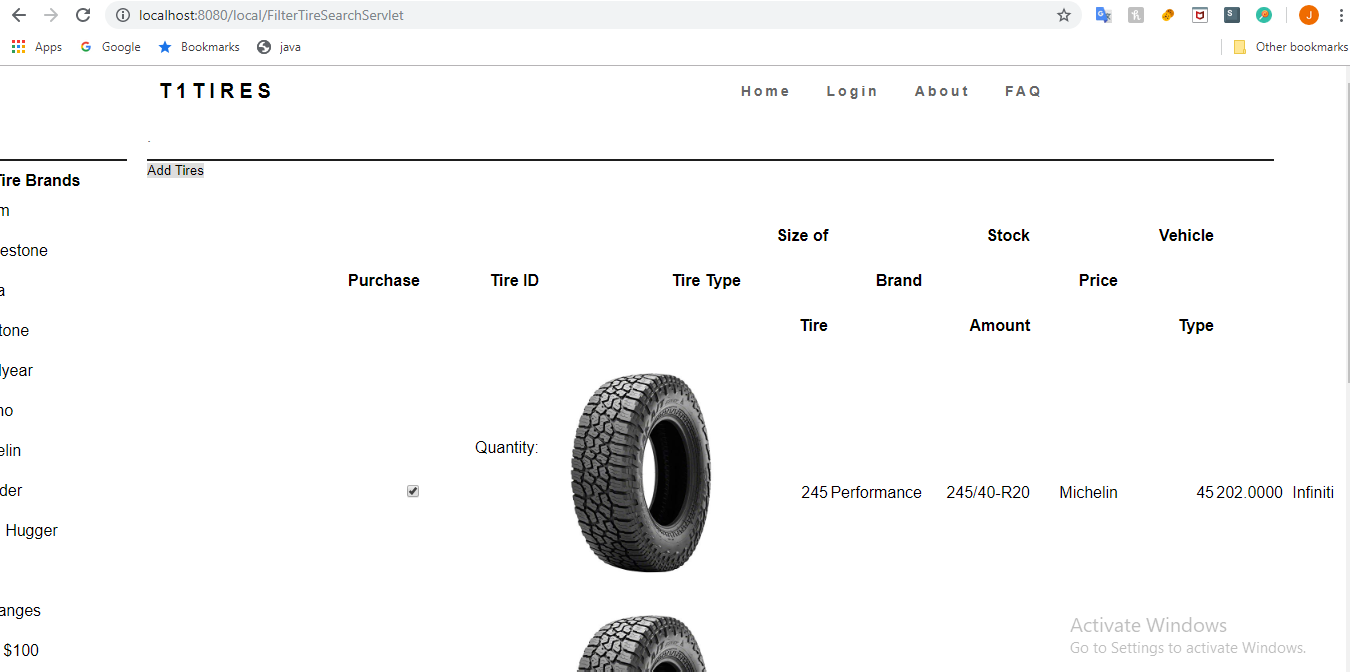 localhost:8080/local/FilterTireSearchServlet
J
Apps Google Bookmarks java Other bookmarks
T1TIRES Home Login About FAQ
.
Add Tires
Tire Brands
m
estone
a
tone
lyear
no
elin
der
Hugger
anges
$100
Size of Stock Vehicle
Purchase Tire ID Tire Type Brand Price
Tire Amount Type
Quantity:
245 Performance 245/40-R20 Michelin 45 202.0000 Infiniti
Activate Windows
Go to Settings to activate Windows.